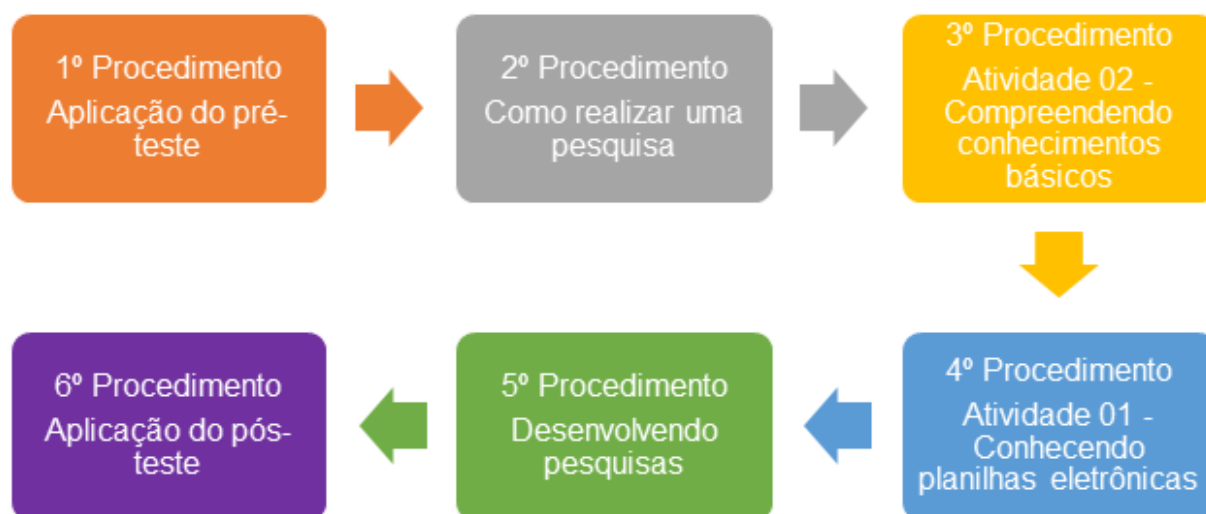 1º Procedimento
Aplicação do pré-
teste
2º Procedimento
Como realizar uma
pesquisa
3º Procedimento
Atividade 02 -
Compreendendo
conhecimentos
básicos
4º Procedimento
Atividade 01 -
Conhecendo
planilhas eletrônicas
5º Procedimento
Desenvolvendo
pesquisas
6º Procedimento
Aplicação do pós-
teste